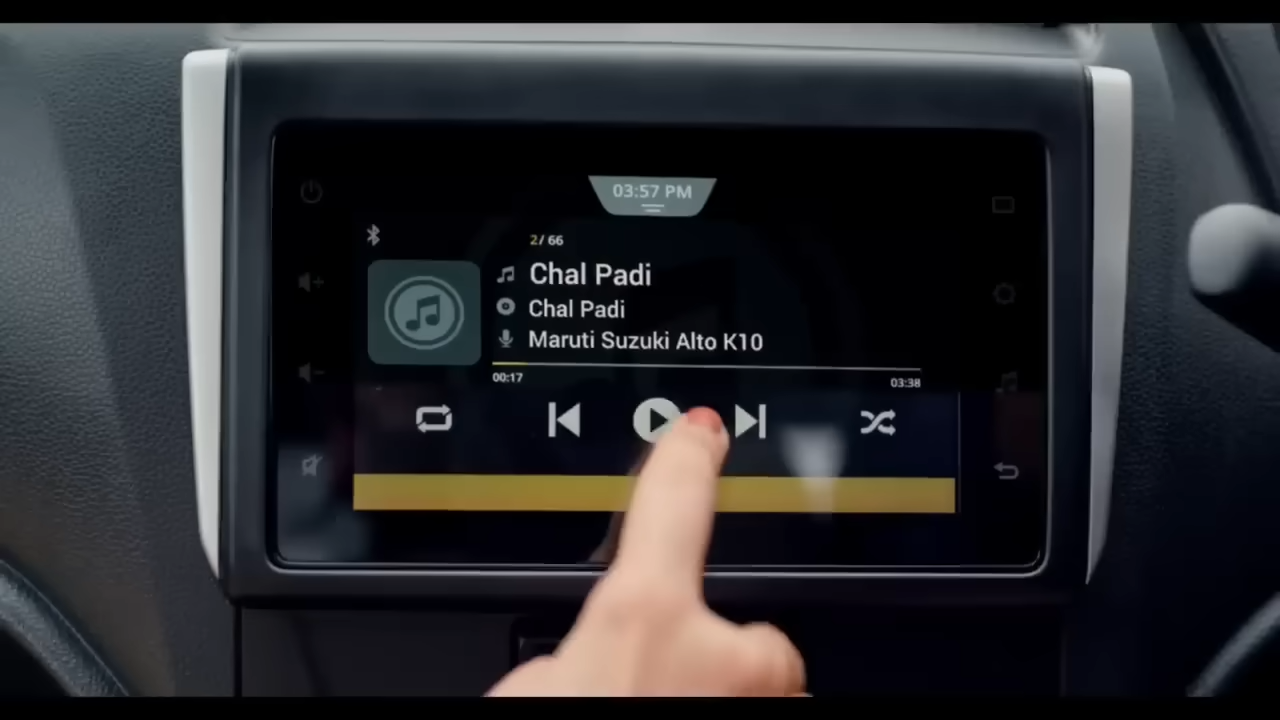 03:57 PM
2/ 66
Chal Padi
Chal Padi
Maruti Suzuki Alto K10
00:17
03:38